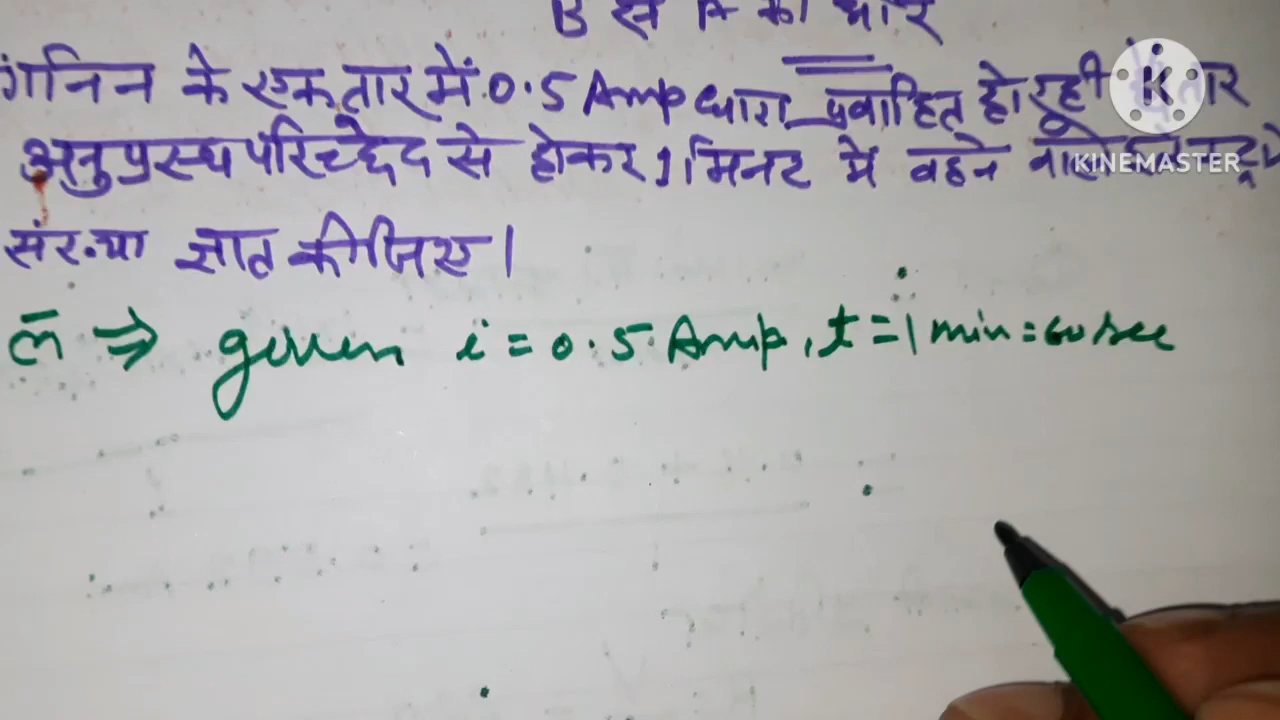 B से A की ओर
गनिन के एक तार में 0.5 Amp धारा प्रवाहित हो रही है, तार
अनुप्रस्थ परिच्छेद से होकर 1 मिनट में बहने वाले
संख्या ज्ञात कीजिए।
ल ⇒ given i = 0.5 Amp, t = 1 min = 60 sec
K
KINEMASTER